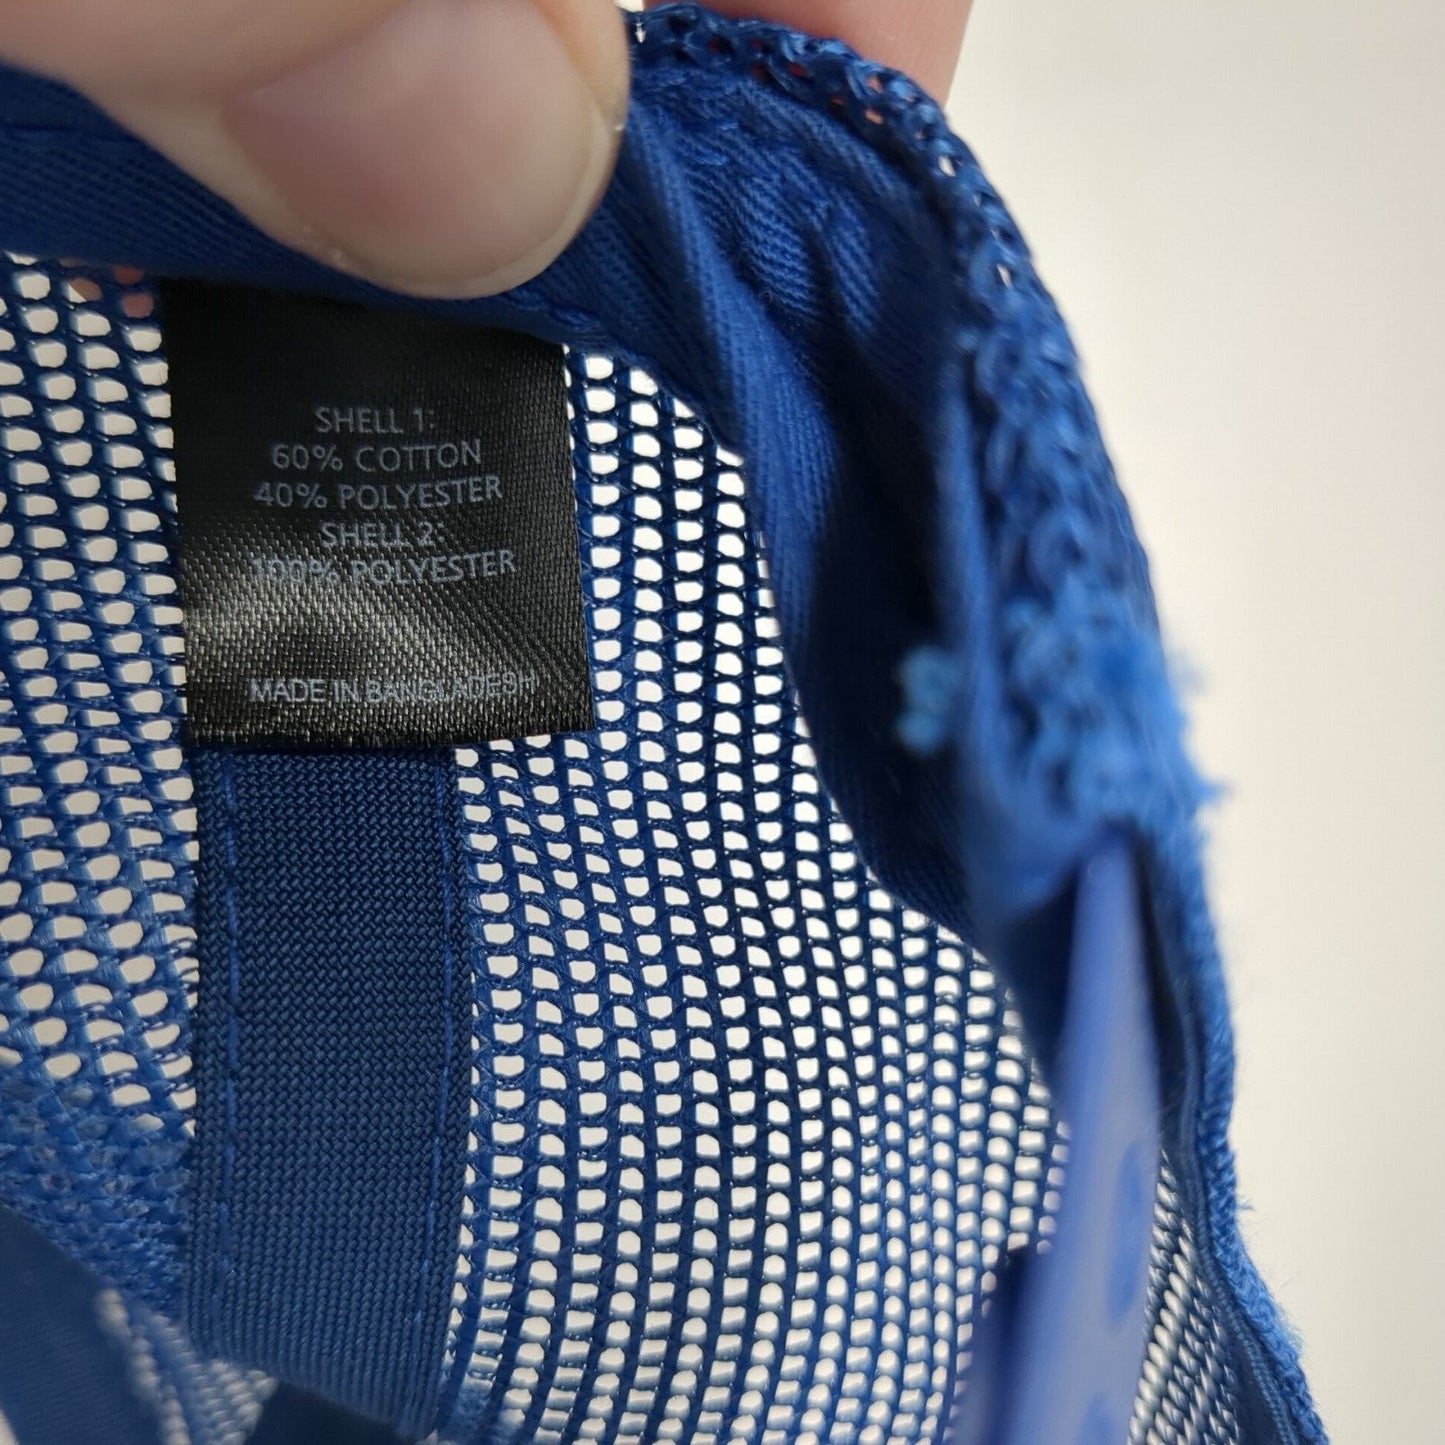 SHELL 1:
60% COTTON
40% POLYESTER
SHELL 2:
100% POLYESTER
MADE IN BANGLADESH